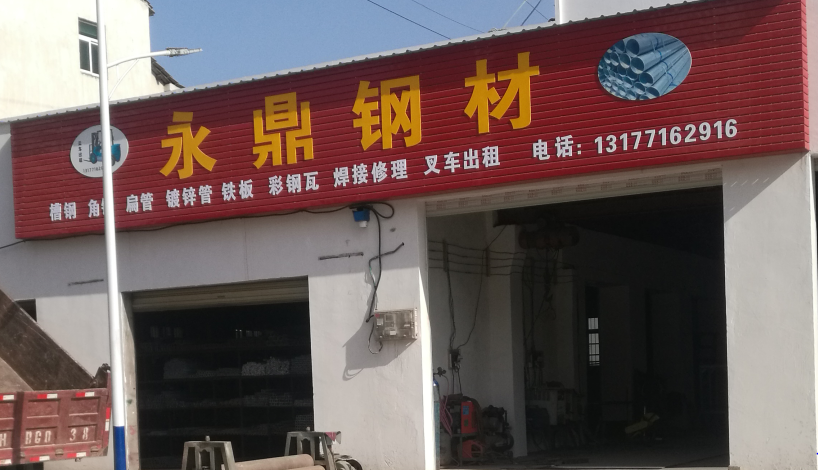 永鼎钢材
槽钢 角 扁管 镀锌管 铁板 彩钢瓦 焊接修理 叉车出租 电话: 13177162916